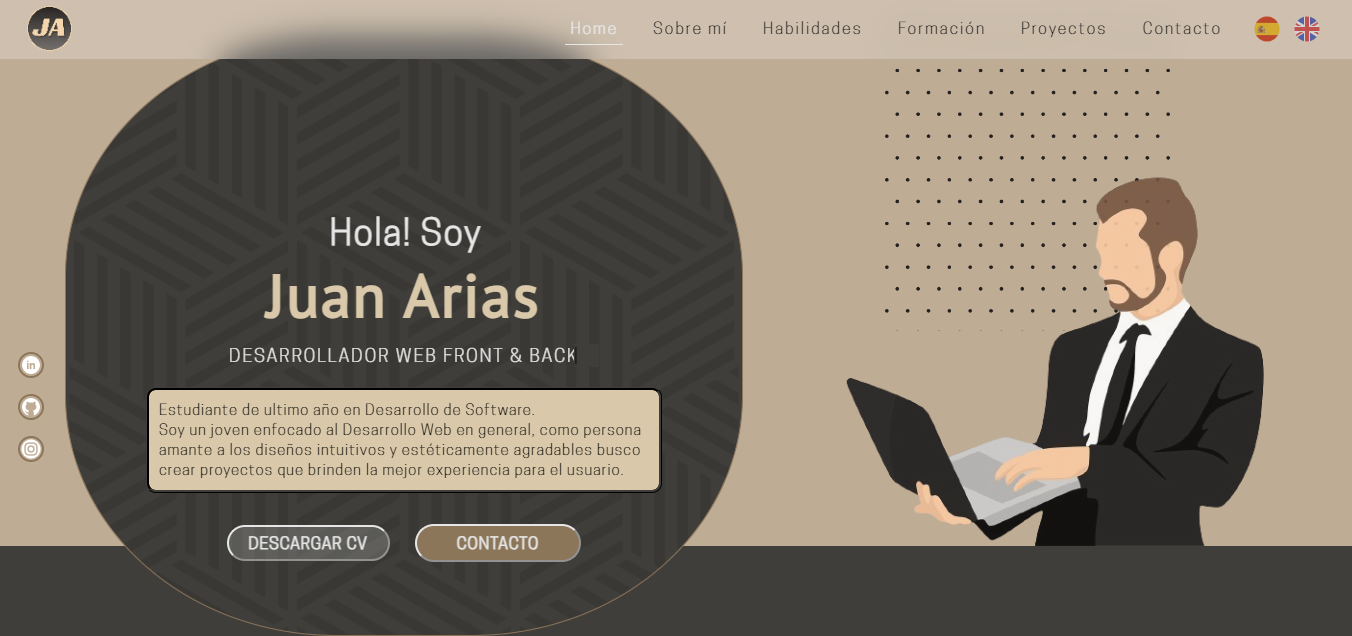 JA
Home Sobre mí Habilidades Formación Proyectos Contacto
Hola! Soy
Juan Arias
DESARROLLADOR WEB FRONT & BACK
in
Estudiante de ultimo año en Desarrollo de Software.
Soy un joven enfocado al Desarrollo Web en general, como persona
amante a los diseños intuitivos y estéticamente agradables busco
crear proyectos que brinden la mejor experiencia para el usuario.
DESCARGAR CV CONTACTO